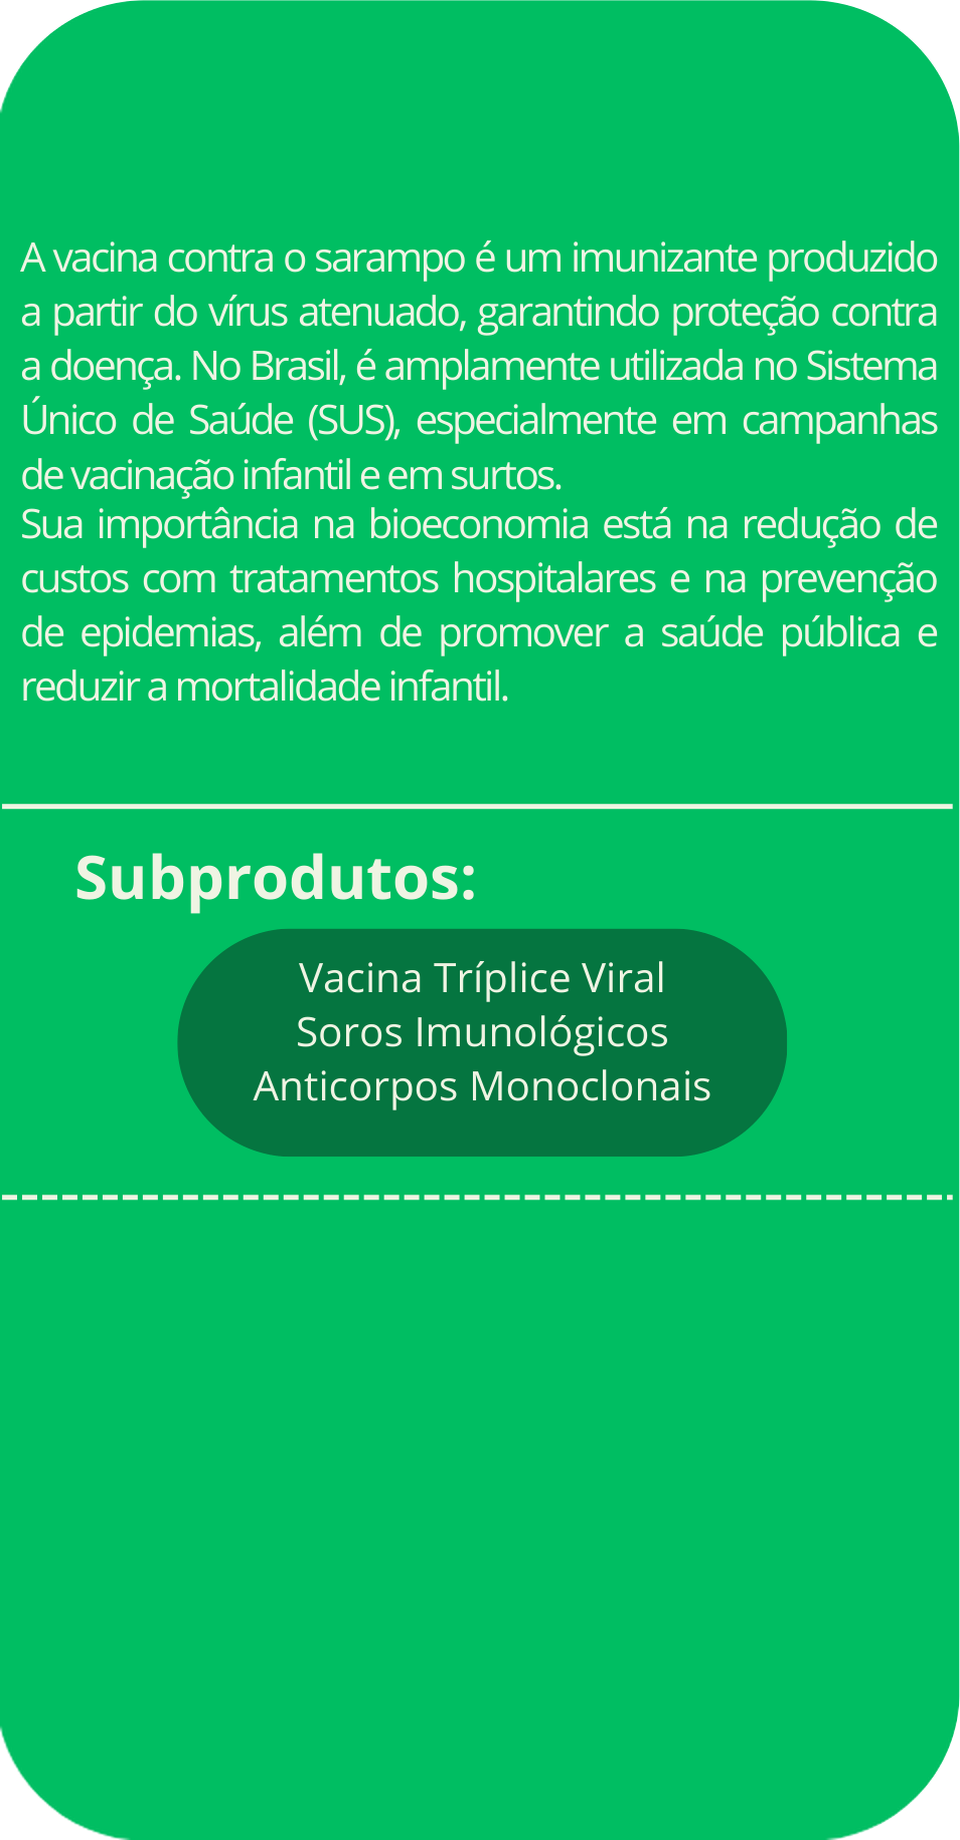 A vacina contra o sarampo é um imunizante produzido
a partir do vírus atenuado, garantindo proteção contra
a doença. No Brasil, é amplamente utilizada no Sistema
Único de Saúde (SUS), especialmente em campanhas
de vacinação infantil e em surtos.
Sua importância na bioeconomia está na redução de
custos com tratamentos hospitalares e na prevenção
de epidemias, além de promover a saúde pública e
reduzir a mortalidade infantil.
Subprodutos:
Vacina Tríplice Viral
Soros Imunológicos
Anticorpos Monoclonais